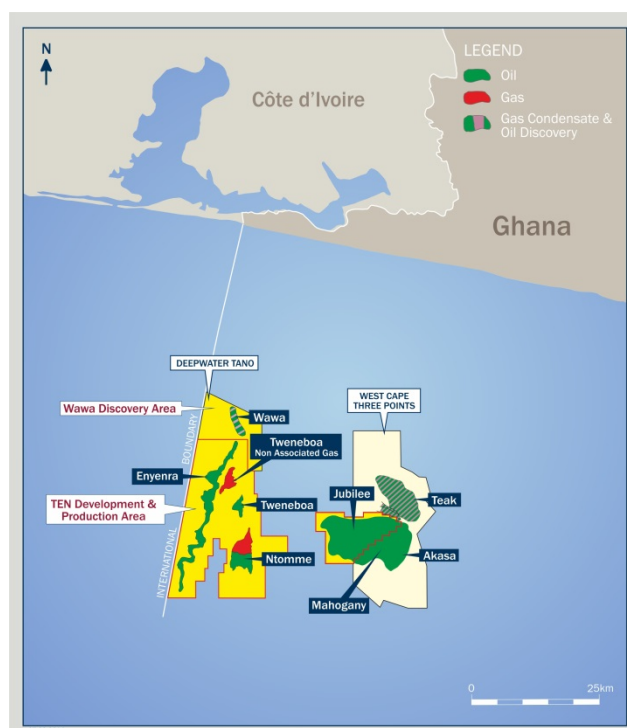 N
LEGEND
Oil
Gas
Gas Condensate &
Oil Discovery
Côte d'Ivoire
Ghana
DEEPWATER TANO
WEST CAPE
THREE POINTS
Wawa Discovery Area
Wawa
Tweneboa
Non Associated Gas
Enyenra
TEN Development &
Production Area
Tweneboa
Ntomme
Jubilee
Teak
Akasa
Mahogany
INTERNATIONAL BOUNDARY
0 25km